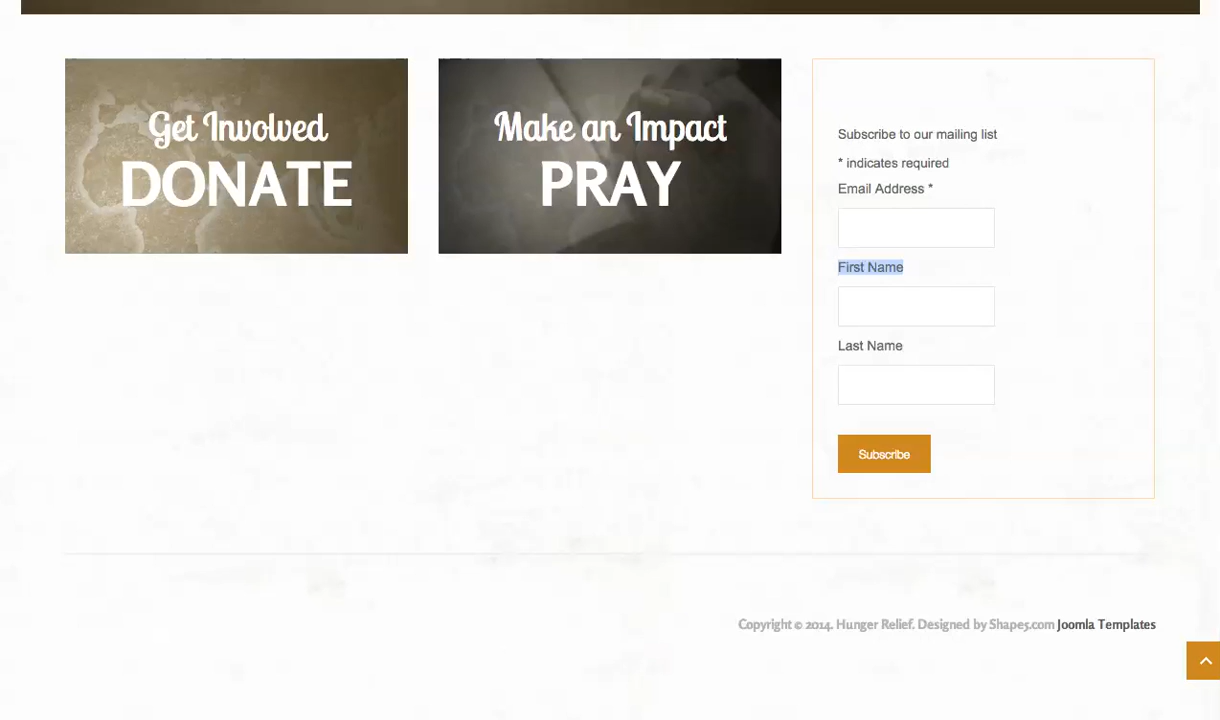 Get Involved
DONATE
Make an Impact
PRAY
Subscribe to our mailing list
* indicates required
Email Address *
First Name
Last Name
Subscribe
Copyright © 2014. Hunger Relief. Designed by Shape5.com Joomla Templates